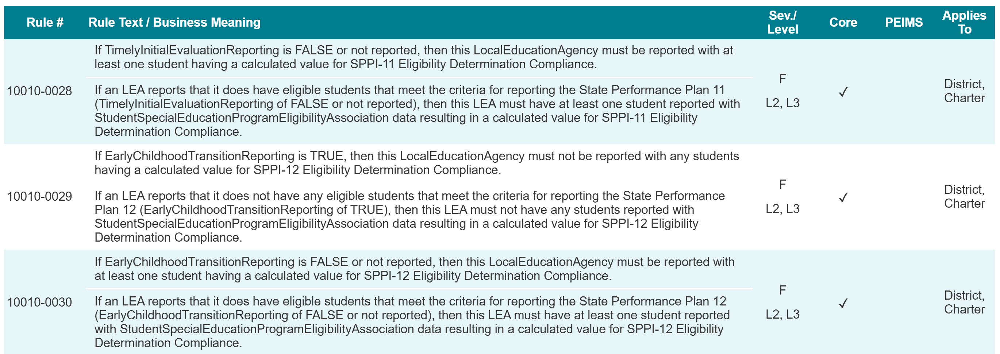 Rule #
Rule Text / Business Meaning
Sev./
Level
Core
PEIMS
Applies
To
10010-0028
If TimelyInitialEvaluationReporting is FALSE or not reported, then this LocalEducationAgency must be reported with at
least one student having a calculated value for SPPI-11 Eligibility Determination Compliance.
If an LEA reports that it does have eligible students that meet the criteria for reporting the State Performance Plan 11
(TimelyInitialEvaluationReporting of FALSE or not reported), then this LEA must have at least one student reported with
StudentSpecialEducationProgramEligibilityAssociation data resulting in a calculated value for SPPI-11 Eligibility
Determination Compliance.
F
L2, L3
✓
District,
Charter
10010-0029
If EarlyChildhoodTransitionReporting is TRUE, then this LocalEducationAgency must not be reported with any students
having a calculated value for SPPI-12 Eligibility Determination Compliance.
If an LEA reports that it does not have any eligible students that meet the criteria for reporting the State Performance
Plan 12 (EarlyChildhoodTransitionReporting of TRUE), then this LEA must not have any students reported with
StudentSpecialEducationProgramEligibilityAssociation data resulting in a calculated value for SPPI-12 Eligibility
Determination Compliance.
F
L2, L3
✓
District,
Charter
10010-0030
If EarlyChildhoodTransitionReporting is FALSE or not reported, then this LocalEducationAgency must be reported with
at least one student having a calculated value for SPPI-12 Eligibility Determination Compliance.
If an LEA reports that it does have eligible students that meet the criteria for reporting the State Performance Plan 12
(EarlyChildhoodTransitionReporting of FALSE or not reported), then this LEA must have at least one student reported
with StudentSpecialEducationProgramEligibilityAssociation data resulting in a calculated value for SPPI-12 Eligibility
Determination Compliance.
F
L2, L3
✓
District,
Charter